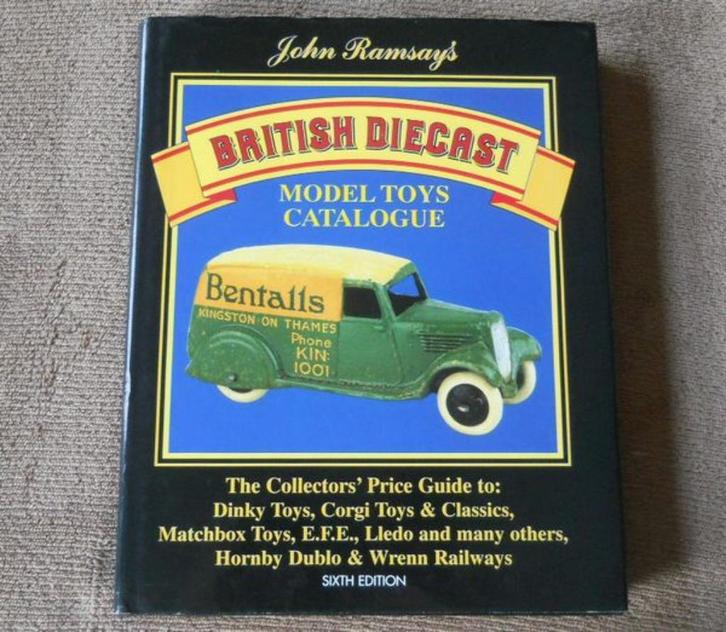 John Ramsay's
BRITISH DIECAST
MODEL TOYS
CATALOGUE
Bentalls
KINGSTON·ON THAMES
Phone
KIN:
1001·
The Collectors' Price Guide to:
Dinky Toys, Corgi Toys & Classics,
Matchbox Toys, E.F.E., Lledo and many others,
Hornby Dublo & Wrenn Railways
SIXTH EDITION